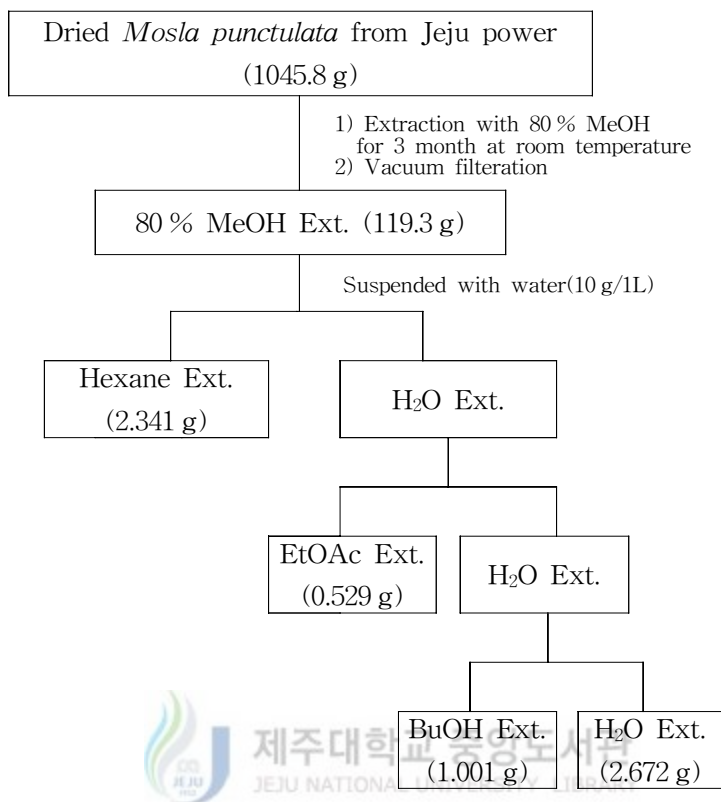 Dried Mosla punctulata from Jeju power
(1045.8 g)
1) Extraction with 80 % MeOH
for 3 month at room temperature
2) Vacuum filteration
80 % MeOH Ext. (119.3 g)
Suspended with water(10 g/1L)
Hexane Ext.
(2.341 g)
H₂O Ext.
EtOAc Ext.
(0.529 g)
H₂O Ext.
BuOH Ext.
(1.001 g)
H₂O Ext.
(2.672 g)
제주대학교 중앙도서관
JEJU NATIONAL UNIVERSITY LIBRARY
JEJU
1952